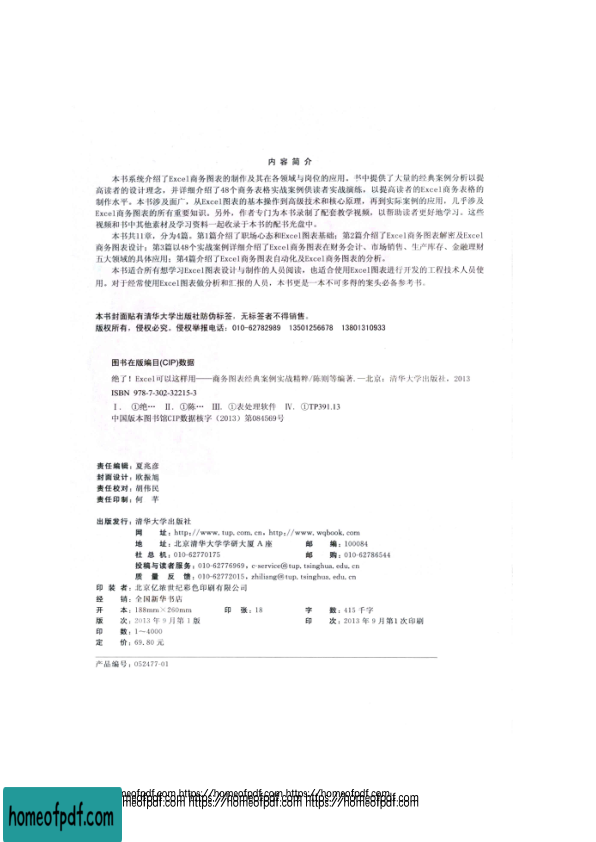 内 容 简 介
本书系统介绍了Excel商务图表的制作及其在各领域与岗位的应用。书中提供了大量的经典案例分析以提
高读者的设计理念，并详细介绍了48个商务表格实战案例供读者实战演练，以提高读者的Excel商务表格的
制作水平。本书涉及面广，从Excel图表的基本操作到高级技术和核心原理，再到实际案例的应用，几乎涉及
Excel商务图表的所有重要知识。另外，作者专门为本书录制了配套教学视频，以帮助读者更好地学习。这些
视频和书中其他素材及学习资料一起收录于本书的配书光盘中。
本书共11章，分为4篇。第1篇介绍了职场心态和Excel图表基础；第2篇介绍了Excel商务图表解密及Excel
商务图表设计；第3篇以48个实战案例详细介绍了Excel商务图表在财务会计、市场销售、生产库存、金融理财
五大领域的具体应用；第4篇介绍了Excel商务图表自动化及Excel商务图表的分析。
本书适合所有想学习Excel图表设计与制作的人员阅读，也适合使用Excel图表进行开发的工程技术人员使
用。对于经常使用Excel图表做分析和汇报的人员，本书更是一本不可多得的案头必备参考书。
本书封面贴有清华大学出版社防伪标签，无标签者不得销售。
版权所有，侵权必究。侵权举报电话：010-62782989 13501256678 13801310933
图书在版编目(CIP)数据
绝了！Excel可以这样用——商务图表经典案例实战精粹/陈刚等编著.—北京：清华大学出版社，2013
ISBN 978-7-302-32215-3
Ⅰ. ①绝… Ⅱ. ①陈… Ⅲ. ①表处理软件 Ⅳ. ①TP391.13
中国版本图书馆CIP数据核字（2013）第084569号
责任编辑：夏兆彦
封面设计：欧振旭
责任校对：胡伟民
责任印制：何 芊
出版发行：清华大学出版社
网 址：http://www.tup.com.cn，http://www.wqbook.com
地 址：北京清华大学学研大厦 A 座 邮 编：100084
社 总 机：010-62770175 邮 购：010-62786544
投稿与读者服务：010-62776969，c-service@tup.tsinghua.edu.cn
质 量 反 馈：010-62772015，zhiliang@tup.tsinghua.edu.cn
印 装 者：北京亿浓世纪彩色印刷有限公司
经 销：全国新华书店
开 本：188mm×260mm 印 张：18 字 数：415 千字
版 次：2013 年 9 月第 1 版 印 次：2013 年 9 月第1 次印刷
印 数：1～4000
定 价：69.80 元
产品编号：052477-01
homeofpdf.com https://homeofpdf.com https://homeofpdf.com
homeofpdf.com https://homeofpdf.com https://homeofpdf.com
homeofpdf.com